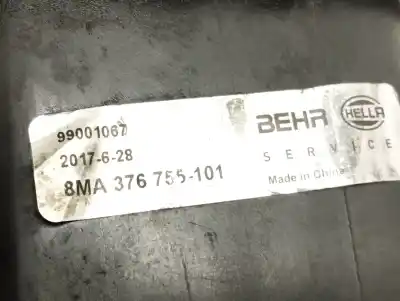 99001067
BEHR HELLA
2017-6-28
SERVICE
8MA 376 755-101
Made in China